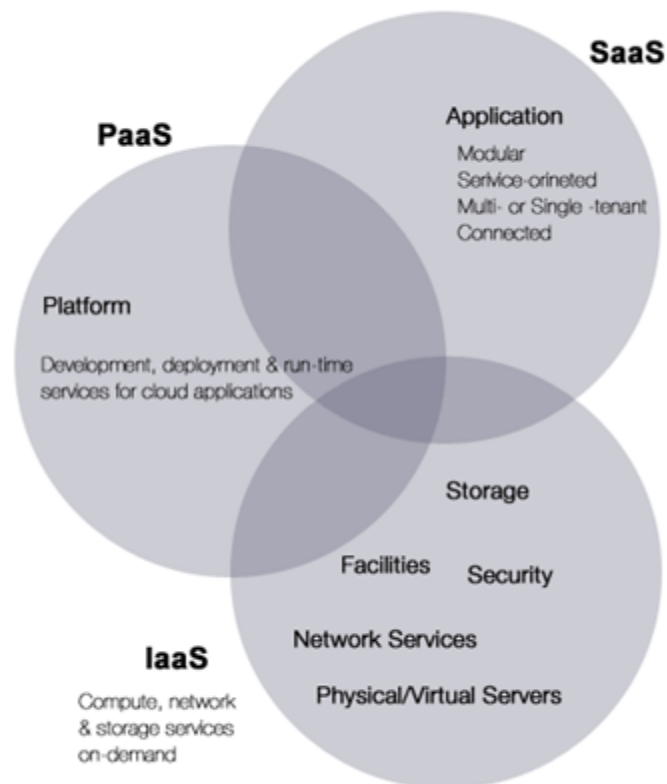 SaaS
Application
Modular
Serivice-orineted
Multi- or Single -tenant
Connected
PaaS
Platform
Development, deployment & run-time
services for cloud applications
Storage
Facilities
Security
Network Services
Physical/Virtual Servers
IaaS
Compute, network
& storage services
on-demand